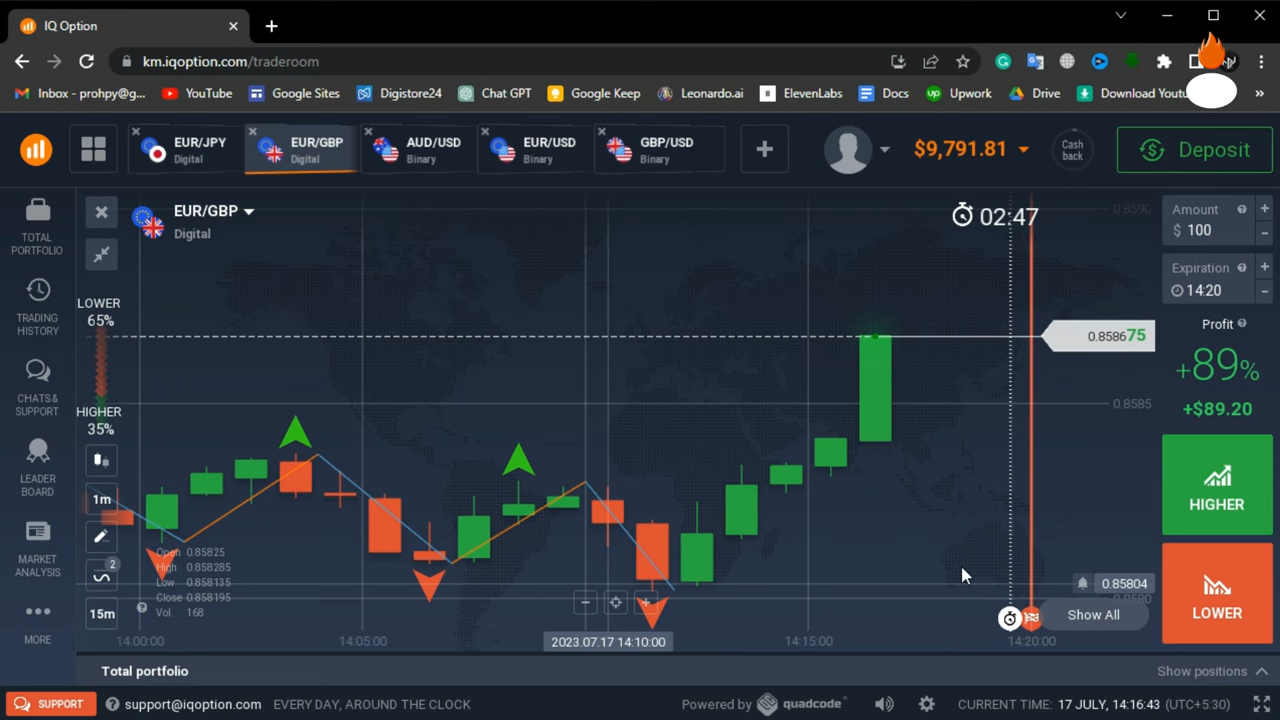 IQ Option
km.iqoption.com/traderoom
Inbox - prohpy@g...
YouTube
Google Sites
Digistore24
Chat GPT
Google Keep
Leonardo.ai
ElevenLabs
Docs
Upwork
Drive
Download Youtu
EUR/JPY
Digital
EUR/GBP
Digital
AUD/USD
Binary
EUR/USD
Binary
GBP/USD
Binary
$9,791.81
Cash
back
Deposit
TOTAL
PORTFOLIO
TRADING
HISTORY
CHATS &
SUPPORT
LEADER
BOARD
MARKET
ANALYSIS
MORE
EUR/GBP
Digital
LOWER
65%
HIGHER
35%
1m
2
15m
Open 0.85825
High 0.858285
Low 0.858135
Close 0.858195
Vol. 168
02:47
0.8590
0.858675
0.8585
0.85804
0.8580
Show All
14:00:00
14:05:00
2023.07.17 14:10:00
14:15:00
14:20:00
Amount
$ 100
Expiration
14:20
Profit
+89%
+$89.20
HIGHER
LOWER
Total portfolio
Show positions
SUPPORT
support@iqoption.com
EVERY DAY, AROUND THE CLOCK
Powered by quadcode
CURRENT TIME: 17 JULY, 14:16:43 (UTC+5:30)